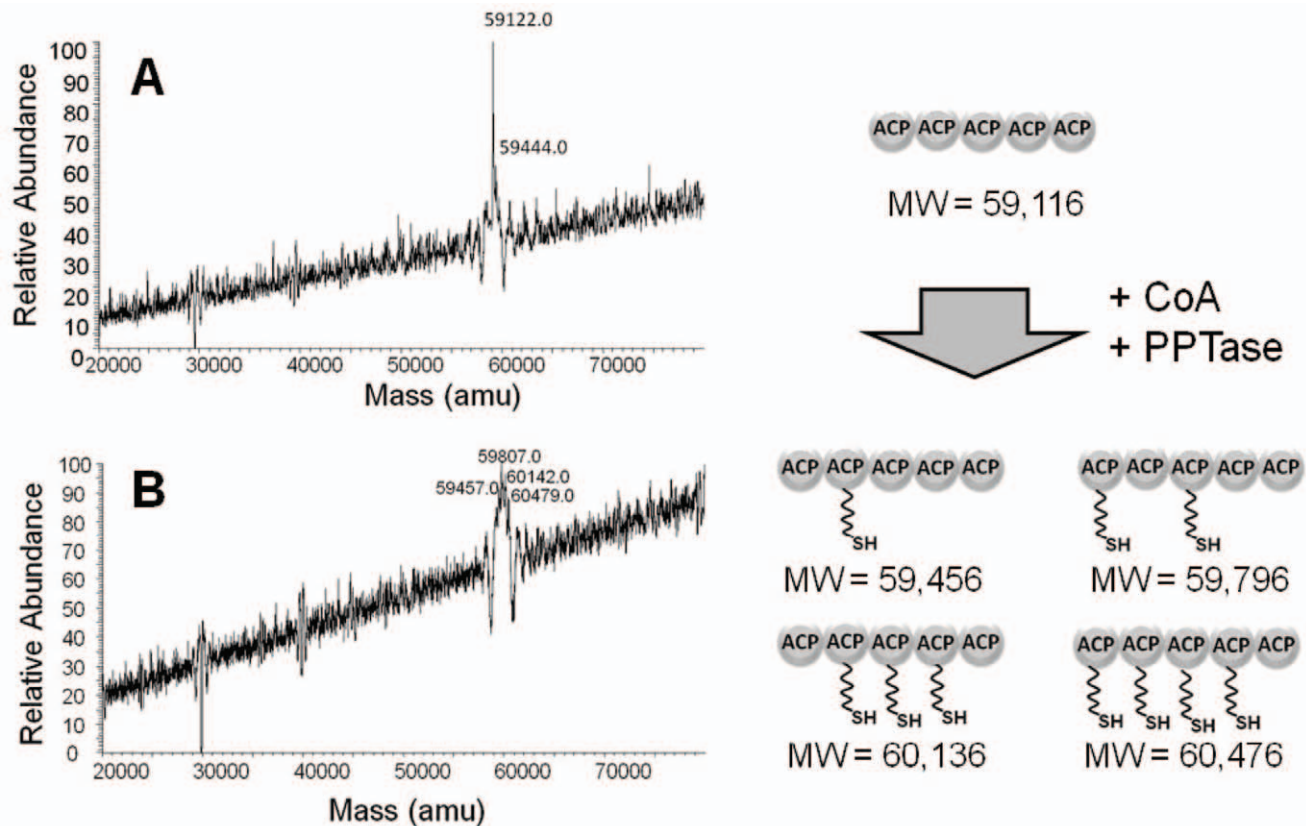 A
59122.0
59444.0
Relative Abundance
100
90
80
70
60
50
40
30
20
10
0
20000 30000 40000 50000 60000 70000
Mass (amu)
ACP ACP ACP ACP ACP
MW = 59,116
+ CoA
+ PPTase
B
59807.0
60142.0
59457.0
60479.0
Relative Abundance
100
90
80
70
60
50
40
30
20
10
0
20000 30000 40000 50000 60000 70000
Mass (amu)
ACP ACP ACP ACP ACP
SH
MW = 59,456
ACP ACP ACP ACP ACP
SH SH
MW = 59,796
ACP ACP ACP ACP ACP
SH SH SH
MW = 60,136
ACP ACP ACP ACP ACP
SH SH SH SH
MW = 60,476